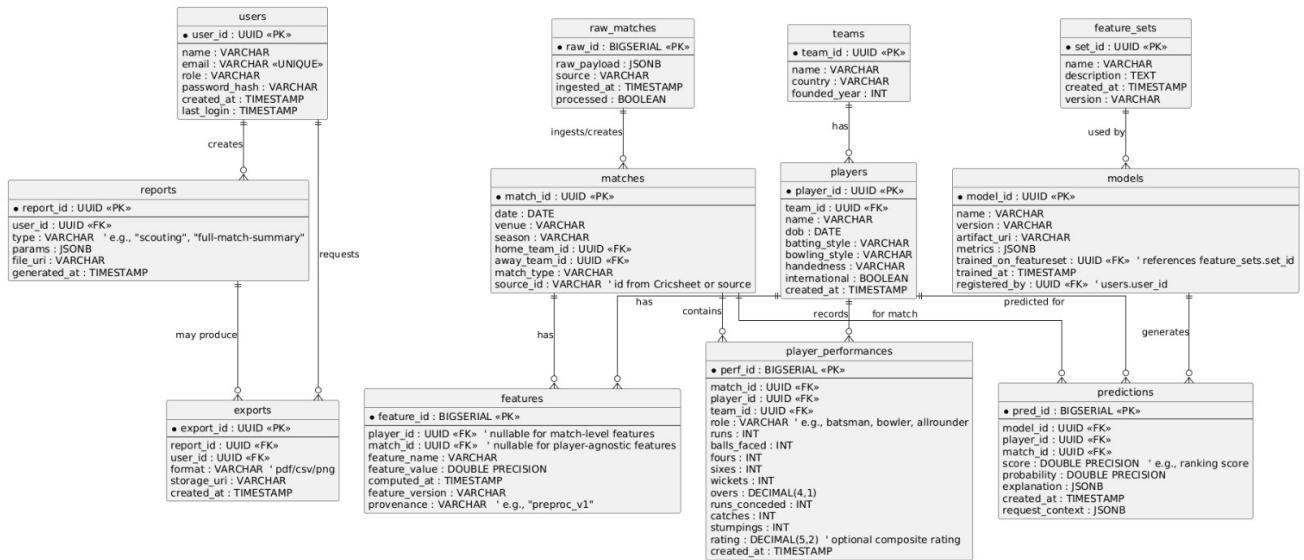 users
● user_id : UUID «PK»
name : VARCHAR
email : VARCHAR «UNIQUE»
role : VARCHAR
password_hash : VARCHAR
created_at : TIMESTAMP
last_login : TIMESTAMP
raw_matches
● raw_id : BIGSERIAL «PK»
raw_payload : JSONB
source : VARCHAR
ingested_at : TIMESTAMP
processed : BOOLEAN
teams
● team_id : UUID «PK»
name : VARCHAR
country : VARCHAR
founded_year : INT
feature_sets
● set_id : UUID «PK»
name : VARCHAR
description : TEXT
created_at : TIMESTAMP
version : VARCHAR
creates
ingests/creates
has
used by
reports
● report_id : UUID «PK»
user_id : UUID «FK»
type : VARCHAR ' e.g., "scouting", "full-match-summary"
params : JSONB
file_uri : VARCHAR
generated_at : TIMESTAMP
requests
matches
● match_id : UUID «PK»
date : DATE
venue : VARCHAR
season : VARCHAR
home_team_id : UUID «FK»
away_team_id : UUID «FK»
match_type : VARCHAR
source_id : VARCHAR ' id from Cricsheet or source
players
● player_id : UUID «PK»
team_id : UUID «FK»
name : VARCHAR
dob : DATE
batting_style : VARCHAR
bowling_style : VARCHAR
handedness : VARCHAR
international : BOOLEAN
created_at : TIMESTAMP
models
● model_id : UUID «PK»
name : VARCHAR
version : VARCHAR
artifact_uri : VARCHAR
metrics : JSONB
trained_on_featureset : UUID «FK» ' references feature_sets.set_id
trained_at : TIMESTAMP
registered_by : UUID «FK» ' users.user_id
may produce
has
has
contains
records
for match
predicted for
generates
exports
● export_id : UUID «PK»
report_id : UUID «FK»
user_id : UUID «FK»
format : VARCHAR ' pdf/csv/png
storage_uri : VARCHAR
created_at : TIMESTAMP
features
● feature_id : BIGSERIAL «PK»
player_id : UUID «FK» ' nullable for match-level features
match_id : UUID «FK» ' nullable for player-agnostic features
feature_name : VARCHAR
feature_value : DOUBLE PRECISION
computed_at : TIMESTAMP
feature_version : VARCHAR
provenance : VARCHAR ' e.g., "preproc_v1"
player_performances
● perf_id : BIGSERIAL «PK»
match_id : UUID «FK»
player_id : UUID «FK»
team_id : UUID «FK»
role : VARCHAR ' e.g., batsman, bowler, allrounder
runs : INT
balls_faced : INT
fours : INT
sixes : INT
wickets : INT
overs : DECIMAL(4,1)
runs_conceded : INT
catches : INT
stumpings : INT
rating : DECIMAL(5,2) ' optional composite rating
created_at : TIMESTAMP
predictions
● pred_id : BIGSERIAL «PK»
model_id : UUID «FK»
player_id : UUID «FK»
match_id : UUID «FK»
score : DOUBLE PRECISION ' e.g., ranking score
probability : DOUBLE PRECISION
explanation : JSONB
created_at : TIMESTAMP
request_context : JSONB